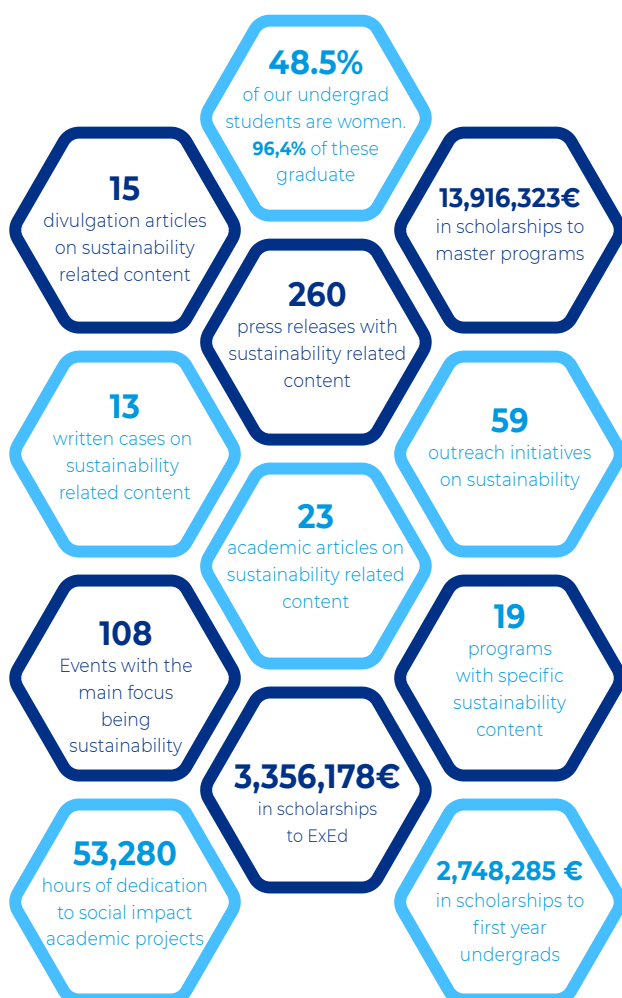 48.5%
of our undergrad
students are women.
96,4% of these
graduate
15
divulgation articles
on sustainability
related content
13,916,323€
in scholarships to
master programs
260
press releases with
sustainability related
content
13
written cases on
sustainability
related content
59
outreach initiatives
on sustainability
23
academic articles on
sustainability related
content
108
Events with the
main focus
being
sustainability
19
programs
with specific
sustainability
content
3,356,178€
in scholarships
to ExEd
53,280
hours of dedication
to social impact
academic projects
2,748,285 €
in scholarships to
first year
undergrads